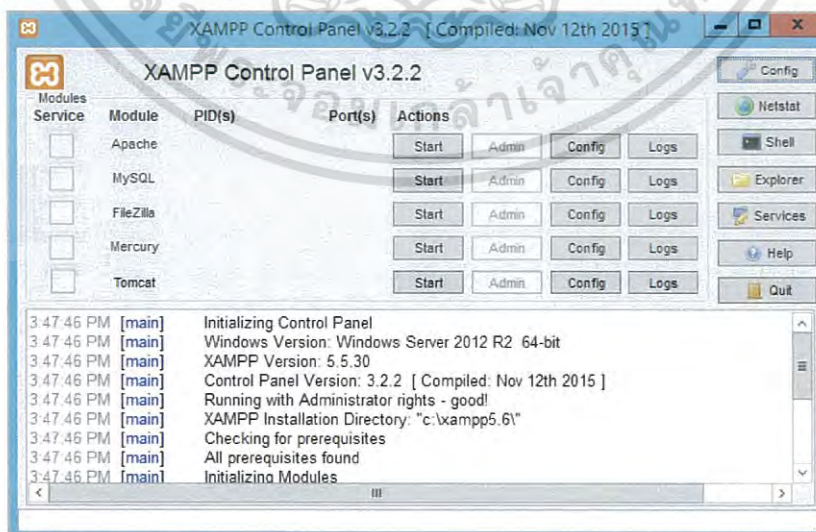 XAMPP Control Panel v3.2.2 [ Compiled: Nov 12th 2015 ]
XAMPP Control Panel v3.2.2
Config
Modules
Service Module PID(s) Port(s) Actions
Netstat
Apache Start Admin Config Logs
Shell
MySQL Start Admin Config Logs
Explorer
FileZilla Start Admin Config Logs
Services
Mercury Start Admin Config Logs
Help
Tomcat Start Admin Config Logs
Quit
3:47:46 PM [main] Initializing Control Panel
3:47:46 PM [main] Windows Version: Windows Server 2012 R2 64-bit
3:47:46 PM [main] XAMPP Version: 5.5.30
3:47:46 PM [main] Control Panel Version: 3.2.2 [ Compiled: Nov 12th 2015 ]
3:47:46 PM [main] Running with Administrator rights - good!
3:47:46 PM [main] XAMPP Installation Directory: "c:\xampp5.6\"
3:47:46 PM [main] Checking for prerequisites
3:47:46 PM [main] All prerequisites found
3:47:46 PM [main] Initializing Modules